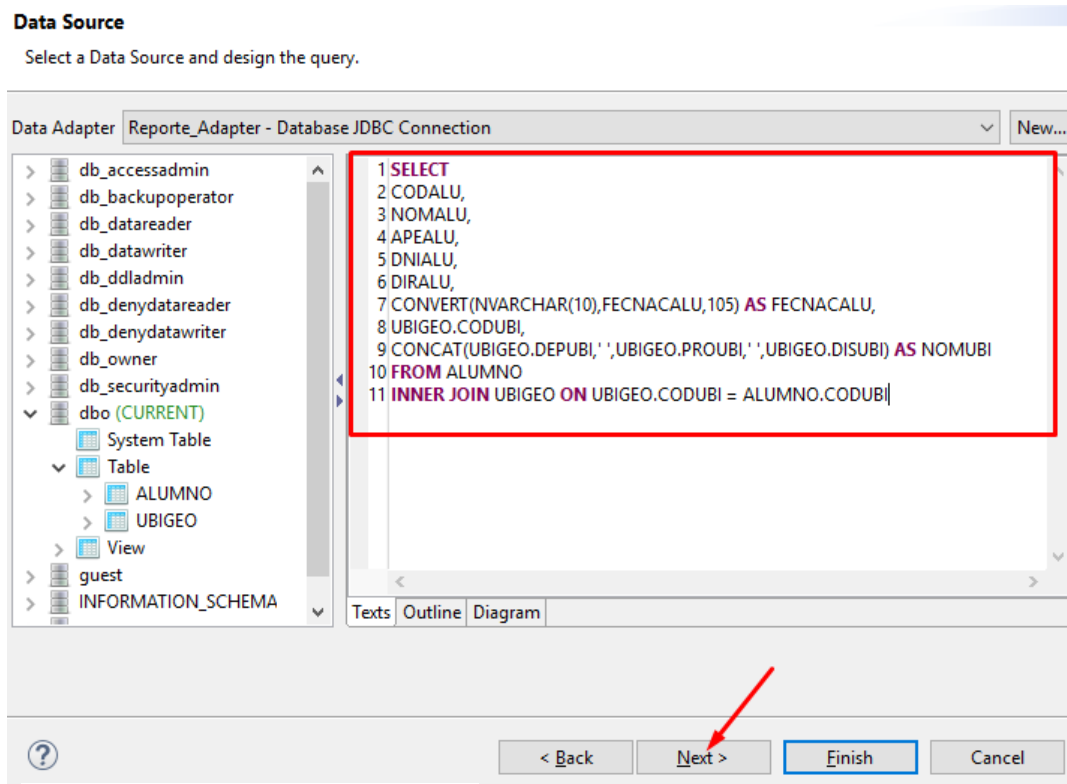 Data Source
Select a Data Source and design the query.
Data Adapter Reporte_Adapter - Database JDBC Connection New...
db_accessadmin
db_backupoperator
db_datareader
db_datawriter
db_ddladmin
db_denydatareader
db_denydatawriter
db_owner
db_securityadmin
dbo (CURRENT)
System Table
Table
ALUMNO
UBIGEO
View
guest
INFORMATION_SCHEMA
1 SELECT
2 CODALU,
3 NOMALU,
4 APEALU,
5 DNIALU,
6 DIRALU,
7 CONVERT(NVARCHAR(10),FECNACALU,105) AS FECNACALU,
8 UBIGEO.CODUBI,
9 CONCAT(UBIGEO.DEPUBI,' ',UBIGEO.PROUBI,' ',UBIGEO.DISUBI) AS NOMUBI
10 FROM ALUMNO
11 INNER JOIN UBIGEO ON UBIGEO.CODUBI = ALUMNO.CODUBI
Texts Outline Diagram
? < Back Next > Finish Cancel